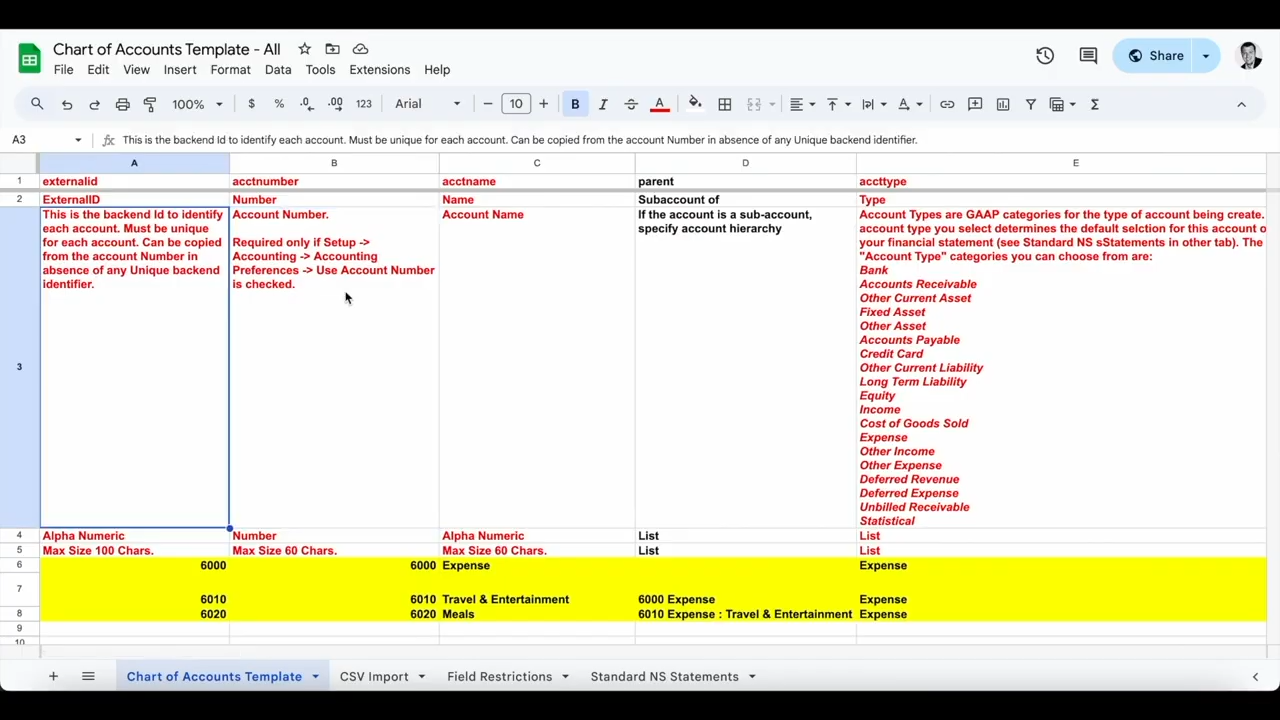 Chart of Accounts Template - All
File Edit View Insert Format Data Tools Extensions Help
Share
100% $ % .0 .00 123 Arial 10 B I S A A Σ
A3 fx This is the backend Id to identify each account. Must be unique for each account. Can be copied from the account Number in absence of any Unique backend identifier.
A B C D E
1 externalid acctnumber acctname parent accttype
2 ExternalID Number Name Subaccount of Type
This is the backend Id to identify
each account. Must be unique
for each account. Can be copied
from the account Number in
absence of any Unique backend
identifier.
Account Number.
Required only if Setup ->
Accounting -> Accounting
Preferences -> Use Account Number
is checked.
Account Name
If the account is a sub-account,
specify account hierarchy
Account Types are GAAP categories for the type of account being create.
account type you select determines the default selction for this account o
your financial statement (see Standard NS sStatements in other tab). The
"Account Type" categories you can choose from are:
Bank
Accounts Receivable
Other Current Asset
Fixed Asset
Other Asset
Accounts Payable
Credit Card
Other Current Liability
Long Term Liability
Equity
Income
Cost of Goods Sold
Expense
Other Income
Other Expense
Deferred Revenue
Deferred Expense
Unbilled Receivable
Statistical
3
4 Alpha Numeric Number Alpha Numeric List List
5 Max Size 100 Chars. Max Size 60 Chars. Max Size 60 Chars. List List
6 6000 6000 Expense Expense
7 6010 6010 Travel & Entertainment 6000 Expense Expense
8 6020 6020 Meals 6010 Expense : Travel & Entertainment Expense
9
10
Chart of Accounts Template CSV Import Field Restrictions Standard NS Statements